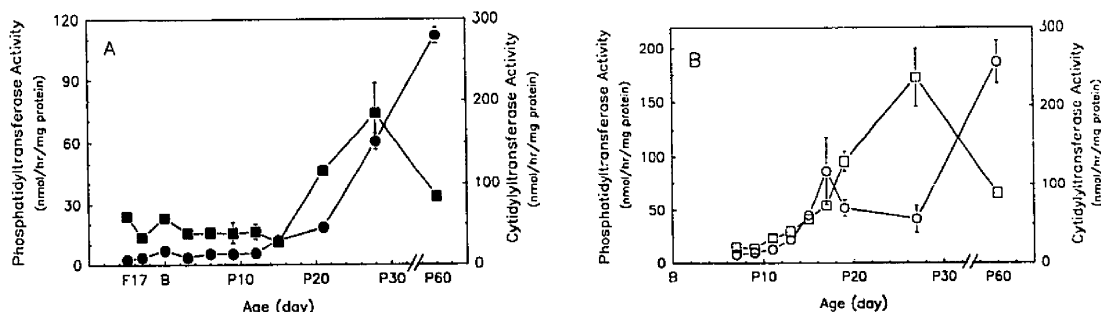 A
Phosphatidyltransferase Activity
(nmol/hr/mg protein)
120
90
60
30
0
300
200
100
0
Cytidylyltransferase Activity
(nmol/hr/mg protein)
F17 B P10 P20 P30 P60
Age (day)
B
Phosphatidyltransferase Activity
(nmol/hr/mg protein)
200
150
100
50
0
300
200
100
0
Cytidylyltransferase Activity
(nmol/hr/mg protein)
B P10 P20 P30 P60
Age (day)